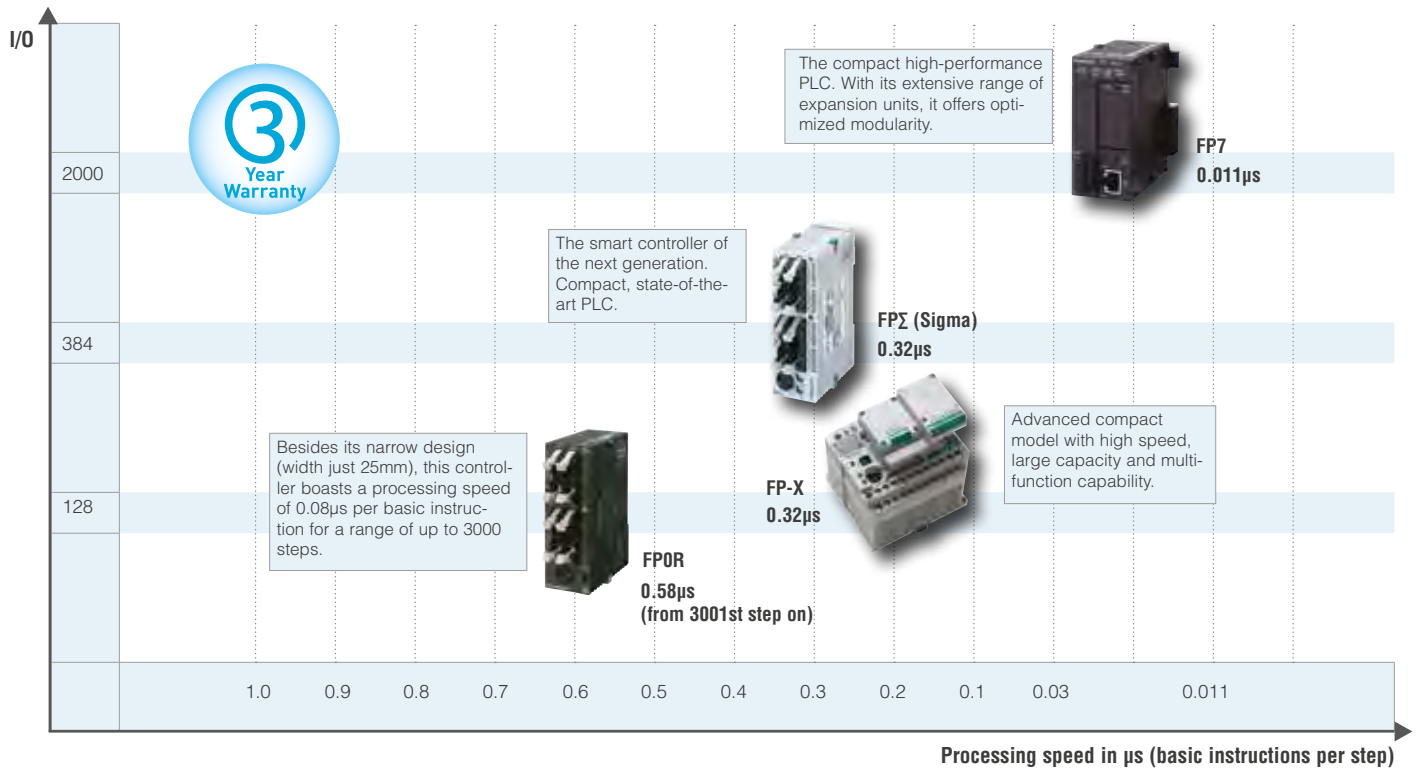 I/O
3
Year
Warranty
The compact high-performance
PLC. With its extensive range of
expansion units, it offers opti-
mized modularity.
FP7
0.011µs
2000
The smart controller of
the next generation.
Compact, state-of-the-
art PLC.
FPΣ (Sigma)
0.32µs
384
Besides its narrow design
(width just 25mm), this control-
ler boasts a processing speed
of 0.08µs per basic instruc-
tion for a range of up to 3000
steps.
FP0R
0.58µs
(from 3001st step on)
FP-X
0.32µs
Advanced compact
model with high speed,
large capacity and multi-
function capability.
128
1.0 0.9 0.8 0.7 0.6 0.5 0.4 0.3 0.2 0.1 0.03 0.011
Processing speed in µs (basic instructions per step)